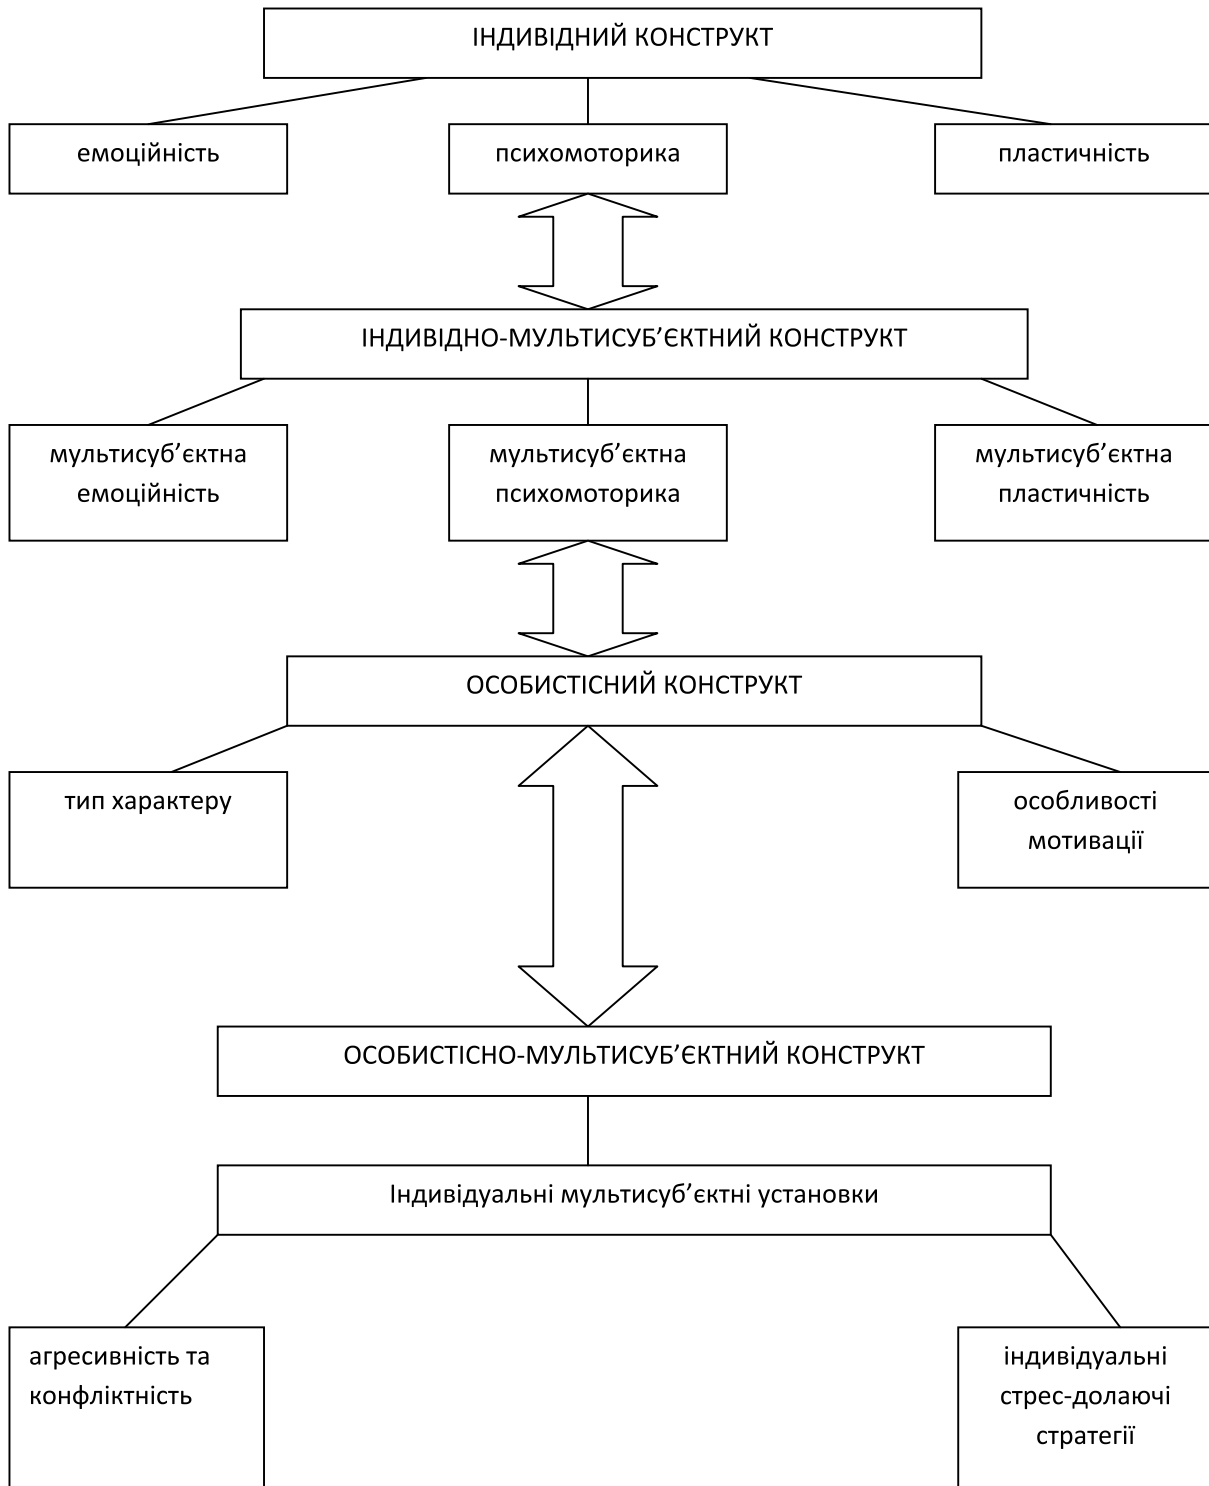 ІНДИВІДНИЙ КОНСТРУКТ
емоційність
психомоторика
пластичність
ІНДИВІДНО-МУЛЬТИСУБ’ЄКТНИЙ КОНСТРУКТ
мультисуб’єктна
емоційність
мультисуб’єктна
психомоторика
мультисуб’єктна
пластичність
ОСОБИСТІСНИЙ КОНСТРУКТ
тип характеру
особливості
мотивації
ОСОБИСТІСНО-МУЛЬТИСУБ’ЄКТНИЙ КОНСТРУКТ
Індивідуальні мультисуб’єктні установки
агресивність та
конфліктність
індивідуальні
стрес-долаючі
стратегії